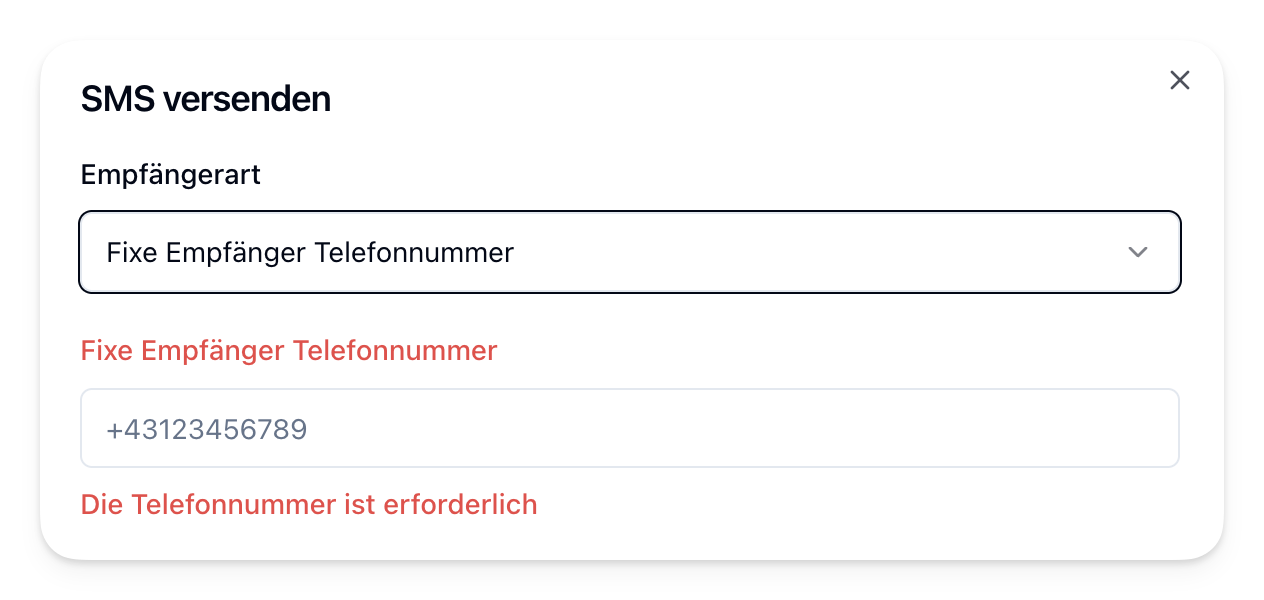 SMS versenden
Empfängerart
Fixe Empfänger Telefonnummer
Fixe Empfänger Telefonnummer
+43123456789
Die Telefonnummer ist erforderlich